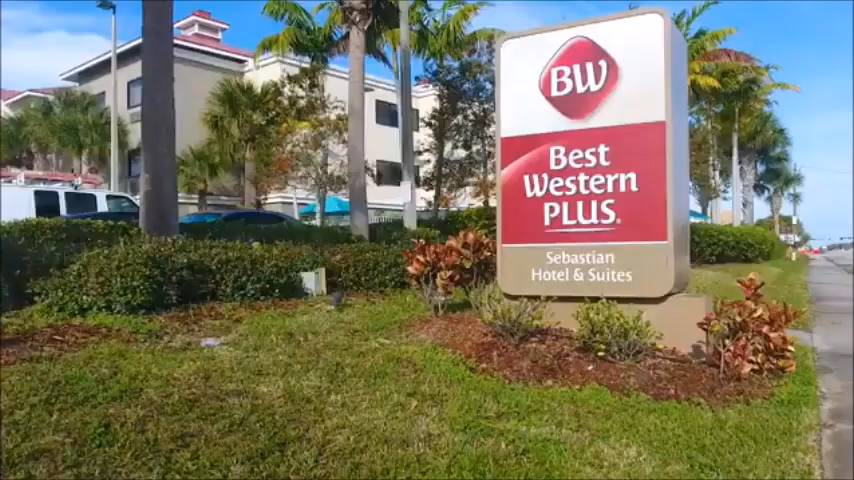 BW
Best
Western
PLUS®
Sebastian
Hotel & Suites